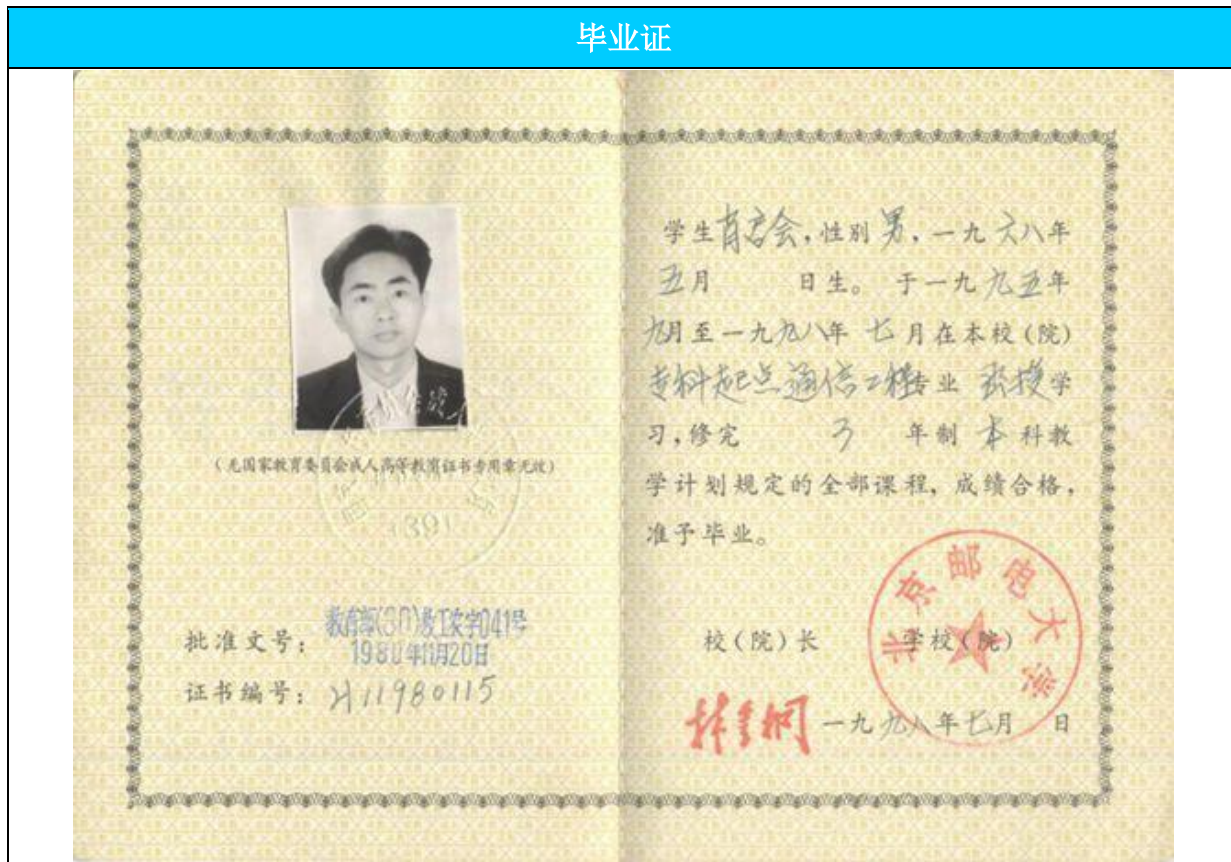 毕业证
(无国家教育委员会成人高等教育证书专用章无效)
批准文号：教育部(80)教工农字041号
1980年11月20日
证书编号：211980115
学生肖言会，性别 男，一九六八年
五月 日生。于一九九五年
九月至一九九八年 七 月在本校(院)
专科起点通信工程专业 函授学
习，修完 3 年制 本 科教
学计划规定的全部课程，成绩合格，
准予毕业。
校(院)长 学校(院)
北京邮电大学
一九九八年七月 日